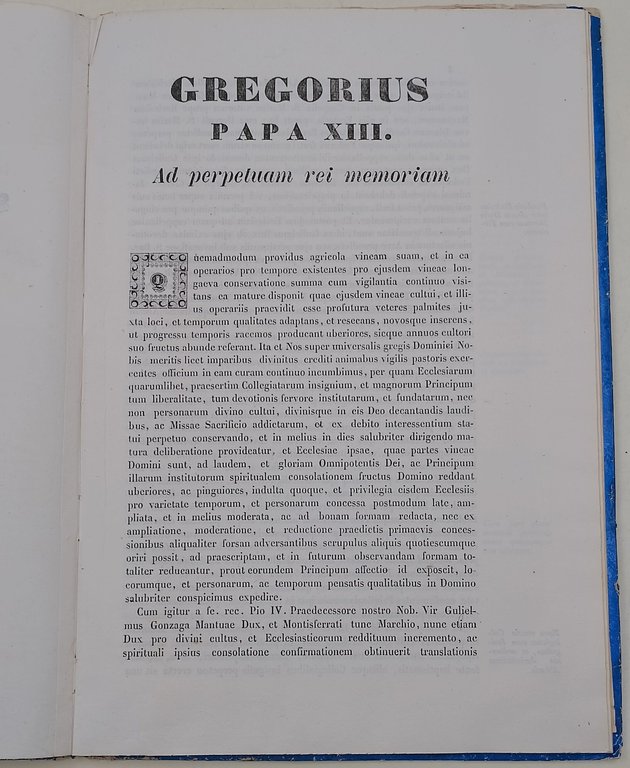 GREGORIUS
PAPA XIII.
Ad perpetuam rei memoriam
Quemadmodum providus agricola vineam suam, et in ea
operarios pro tempore existentes pro ejusdem vineae lon-
gaeva conservatione summa cum vigilantia continuo visi-
tans ea mature disponit quae ejusdem vineae cultui, et illi-
us operariis praevidit esse profutura veteres palmites ju-
xta loci, et temporum qualitates adaptans, et resecans, novosque inserens,
ut progressu temporis racemos producant uberiores, sicque annuos cultori
suo fructus abunde referant. Ita et Nos super universalis gregis Dominici No-
bis meritis licet imparibus divinitus crediti animabus vigilis pastoris exer-
centes officium in eam curam continuo incumbimus, per quam Ecclesiarum
quarumlibet, praesertim Collegiatarum insignium, et magnorum Principum
tum liberalitate, tum devotionis fervore institutarum, et fundatarum, nec
non personarum divino cultui, divinisque in eis Deo decantandis laudi-
bus, ac Missae Sacrificio addictarum, et ex debito interessentium sta-
tui perpetuo conservando, et in melius in dies salubriter dirigendo ma-
tura deliberatione provideatur, et Ecclesiae ipsae, quae partes vineae
Domini sunt, ad laudem, et gloriam Omnipotentis Dei, ac Principum
illarum institutorum spiritualem consolationem fructus Domino reddant
uberiores, ac pinguiores, indulta quoque, et privilegia eisdem Ecclesiis
pro varietate temporum, et personarum concessa postmodum late, am-
pliata, et in melius moderata, ac ad bonam formam redacta, nec ex
ampliatione, moderatione, et reductione praedictis primaevis conces-
sionibus aliqualiter forsan adversantibus scrupulus aliquis quotiescumque
oriri possit, ad praescriptam, et in futurum observandam formam to-
taliter reducantur, prout eorundem Principum affectio id exposcit, lo-
corumque, et personarum, ac temporum pensatis qualitatibus in Domino
salubriter conspicimus expedire.
Cum igitur a fe. rec. Pio IV. Praedecessore nostro Nob. Vir Guliel-
mus Gonzaga Mantuae Dux, et Montisferrati tunc Marchio, nunc etiam
Dux pro divini cultus, et Ecclesiasticorum reddituum incremento, ac
spirituali ipsius consolatione confirmationem obtinuerit translationis